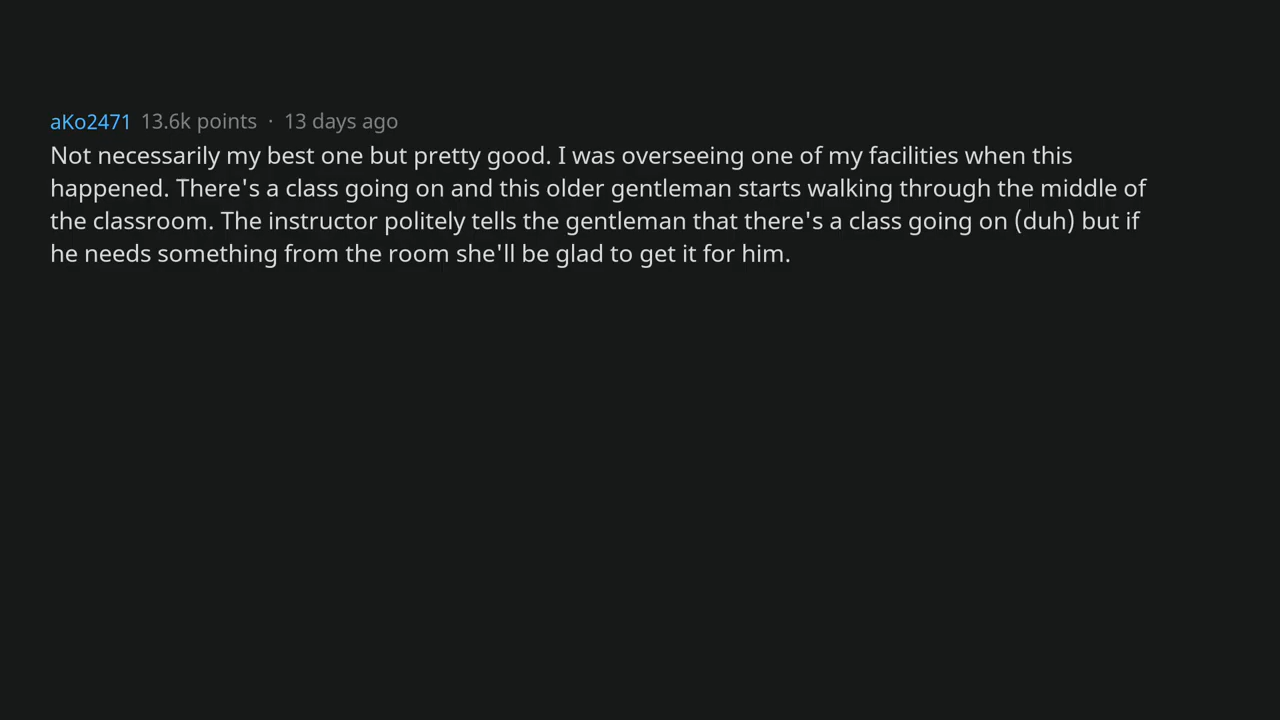 aKo2471 13.6k points · 13 days ago
Not necessarily my best one but pretty good. I was overseeing one of my facilities when this
happened. There's a class going on and this older gentleman starts walking through the middle of
the classroom. The instructor politely tells the gentleman that there's a class going on (duh) but if
he needs something from the room she'll be glad to get it for him.